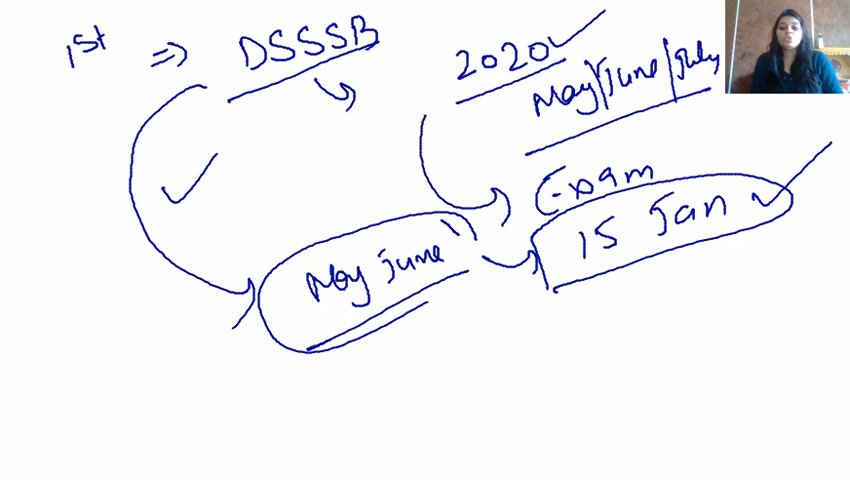 1st ⇒ DSSSB 2020
May/June/July
Exam
15 Jan
May June